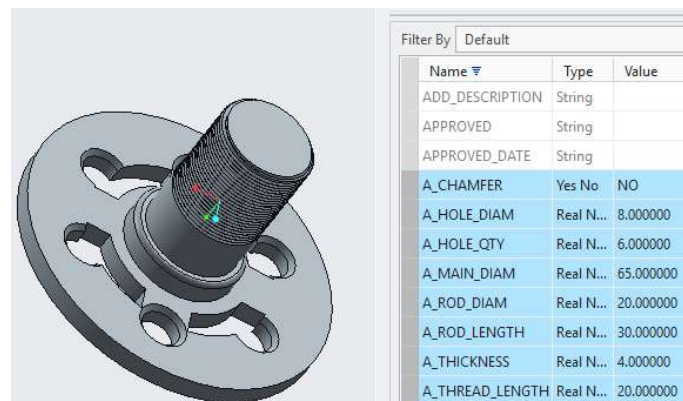 Filter By Default
Name Type Value
ADD_DESCRIPTION String
APPROVED String
APPROVED_DATE String
A_CHAMFER Yes No NO
A_HOLE_DIAM Real N... 8.000000
A_HOLE_QTY Real N... 6.000000
A_MAIN_DIAM Real N... 65.000000
A_ROD_DIAM Real N... 20.000000
A_ROD_LENGTH Real N... 30.000000
A_THICKNESS Real N... 4.000000
A_THREAD_LENGTH Real N... 20.000000